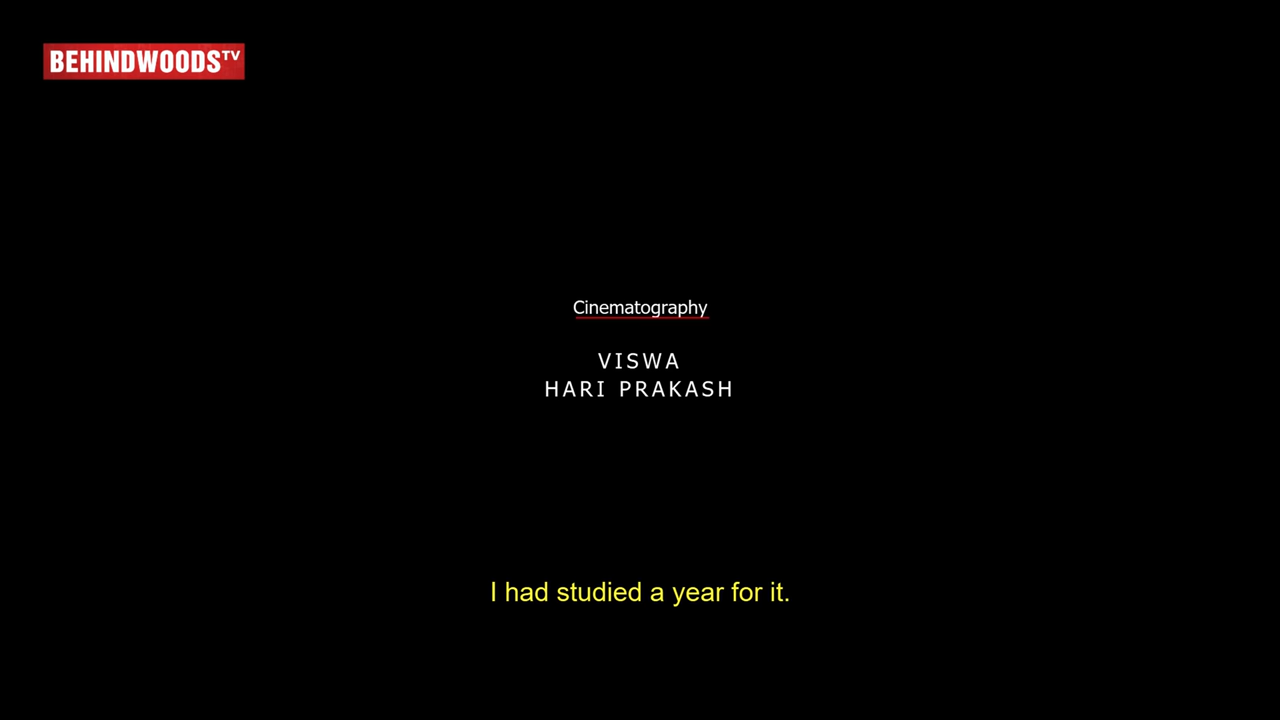 BEHINDWOODSTV
Cinematography
VISWA
HARI PRAKASH
I had studied a year for it.